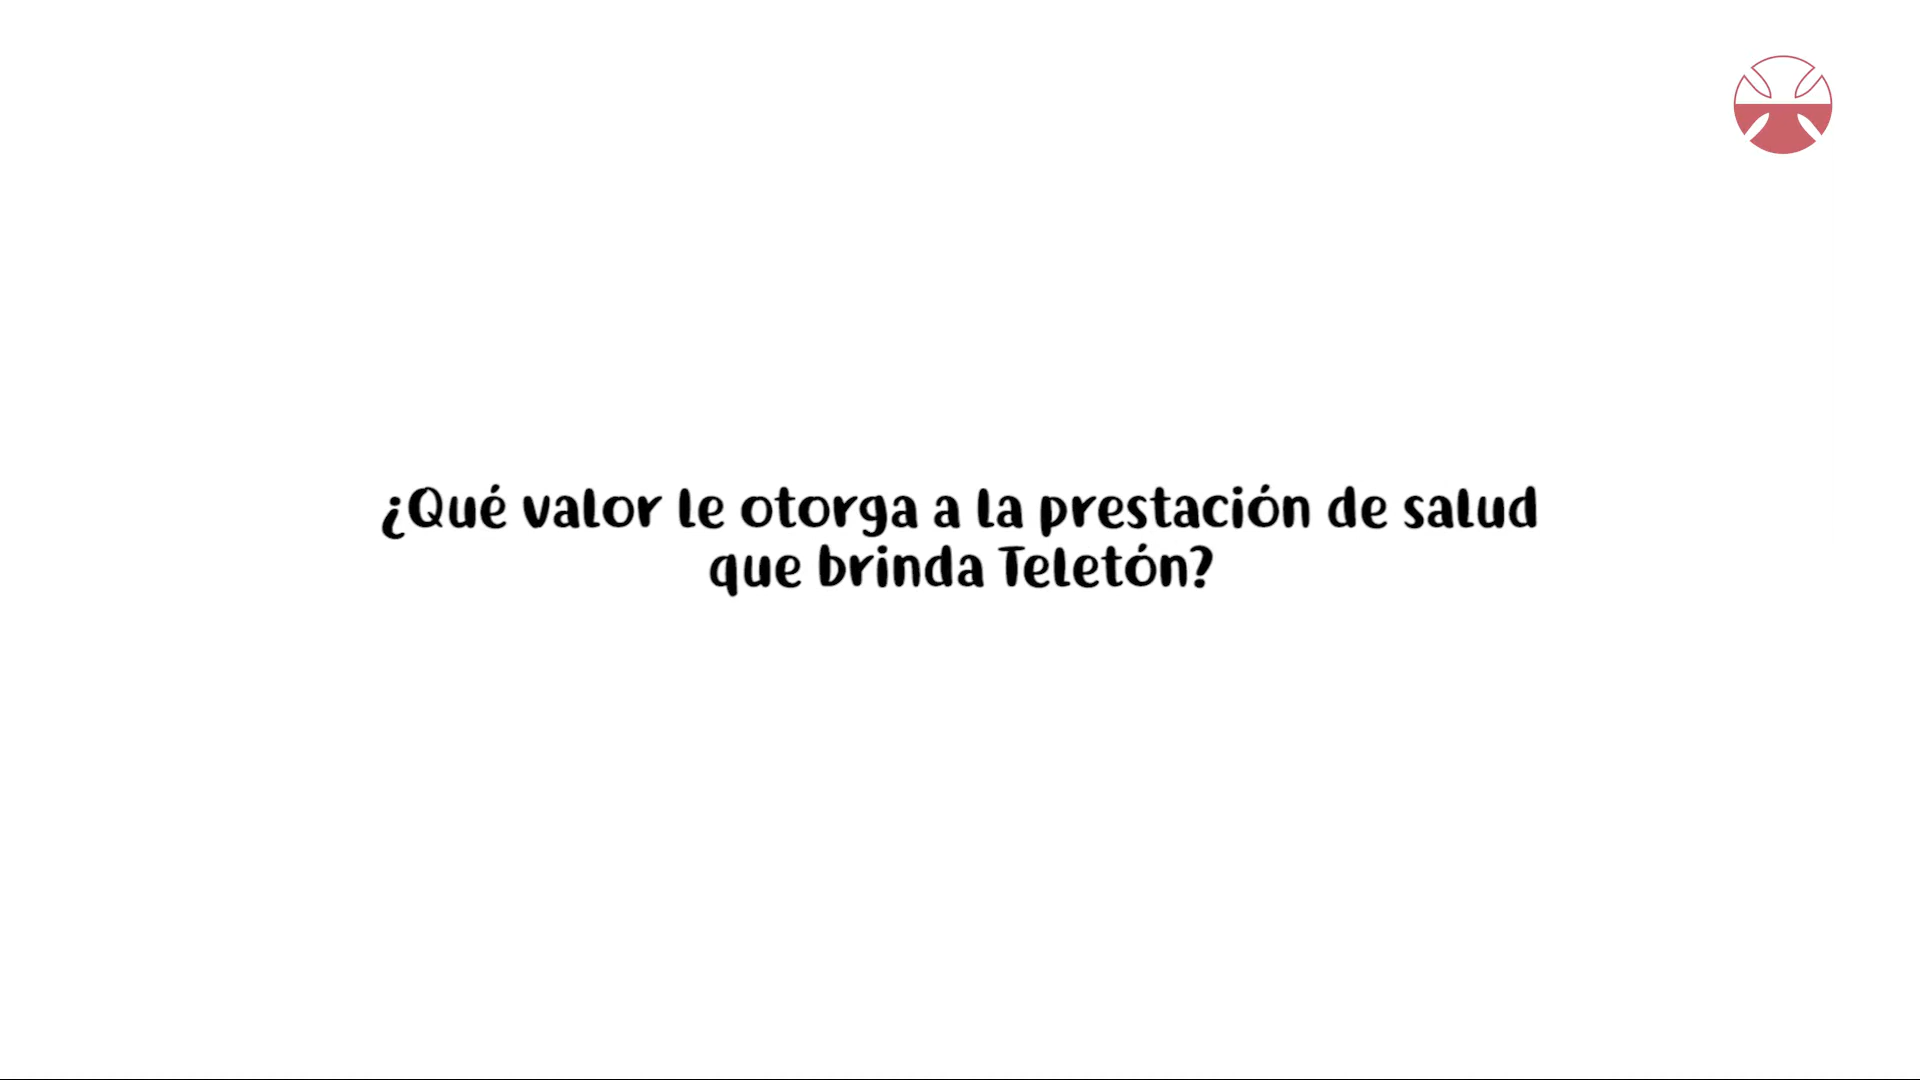 ¿Qué valor le otorga a la prestación de salud
que brinda Teletón?